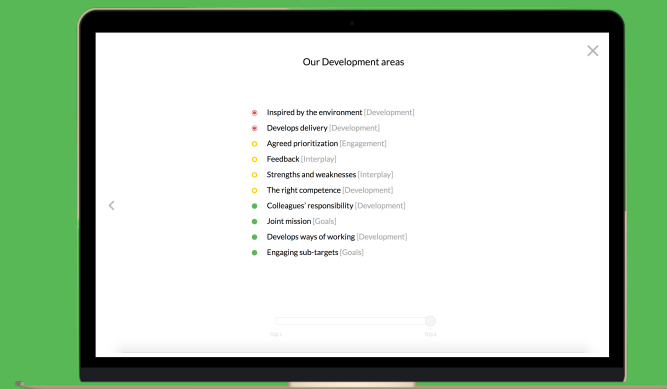 Our Development areas
Inspired by the environment [Development]
Develops delivery [Development]
Agreed prioritization [Engagement]
Feedback [Interplay]
Strengths and weaknesses [Interplay]
The right competence [Development]
Colleagues' responsibility [Development]
Joint mission [Goals]
Develops ways of working [Development]
Engaging sub-targets [Goals]